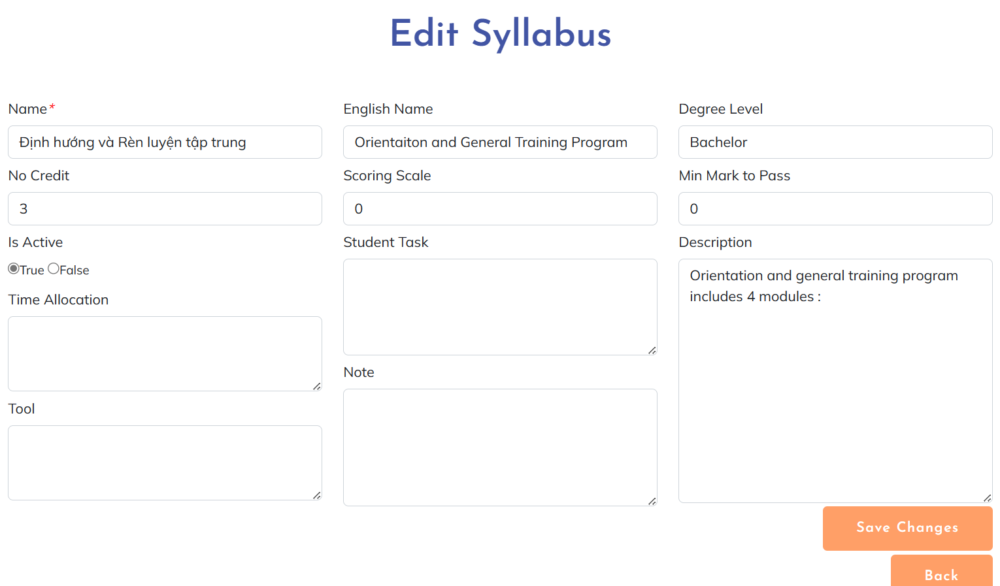 Edit Syllabus
Name*
English Name
Degree Level
Định hướng và Rèn luyện tập trung
Orientaiton and General Training Program
Bachelor
No Credit
Scoring Scale
Min Mark to Pass
3
0
0
Is Active
Student Task
Description
True False
Orientation and general training program
includes 4 modules :
Time Allocation
Note
Tool
Save Changes
Back